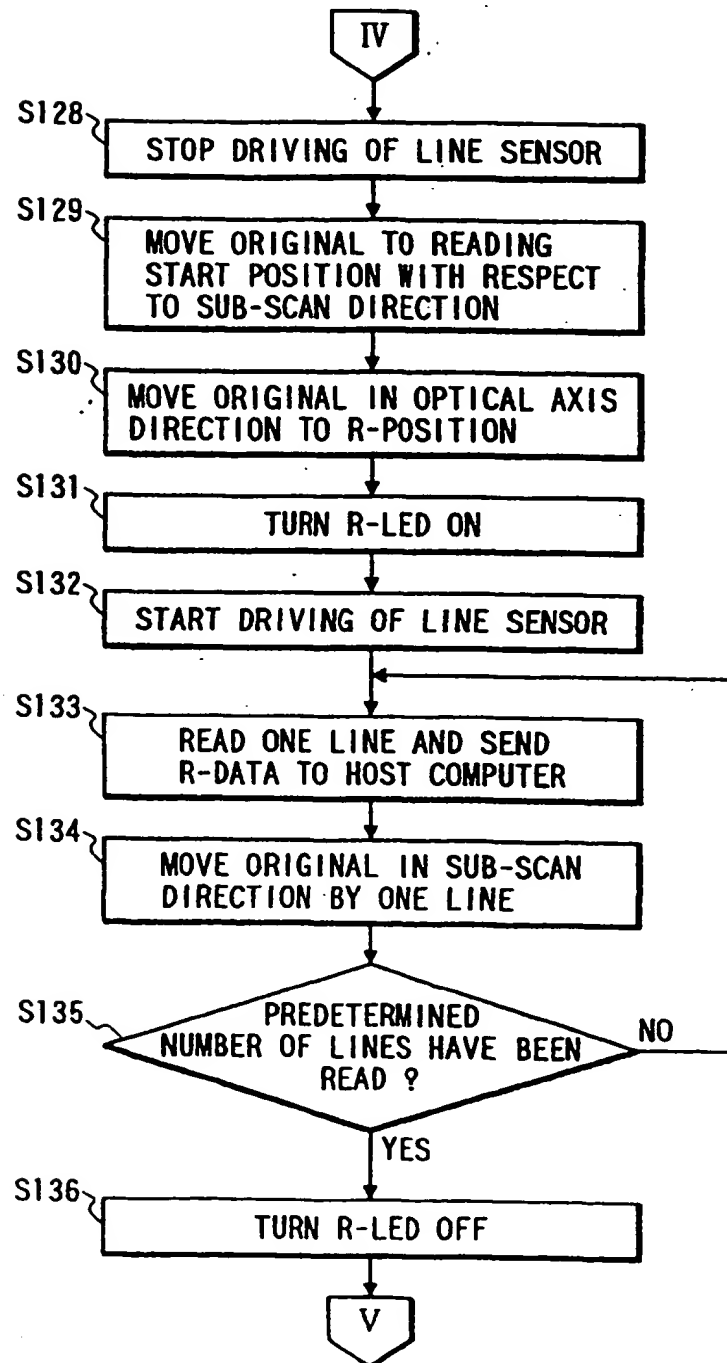 IV
S128
STOP DRIVING OF LINE SENSOR
S129
MOVE ORIGINAL TO READING
START POSITION WITH RESPECT
TO SUB-SCAN DIRECTION
S130
MOVE ORIGINAL IN OPTICAL AXIS
DIRECTION TO R-POSITION
S131
TURN R-LED ON
S132
START DRIVING OF LINE SENSOR
S133
READ ONE LINE AND SEND
R-DATA TO HOST COMPUTER
S134
MOVE ORIGINAL IN SUB-SCAN
DIRECTION BY ONE LINE
S135
PREDETERMINED
NUMBER OF LINES HAVE BEEN
READ ?
NO
YES
S136
TURN R-LED OFF
V